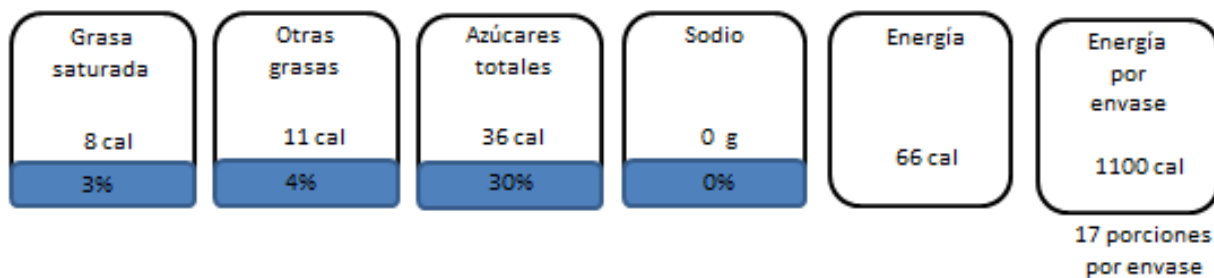 Grasa
saturada
8 cal
3%
Otras
grasas
11 cal
4%
Azúcares
totales
36 cal
30%
Sodio
0 g
0%
Energía
66 cal
Energía
por
envase
1100 cal
17 porciones
por envase